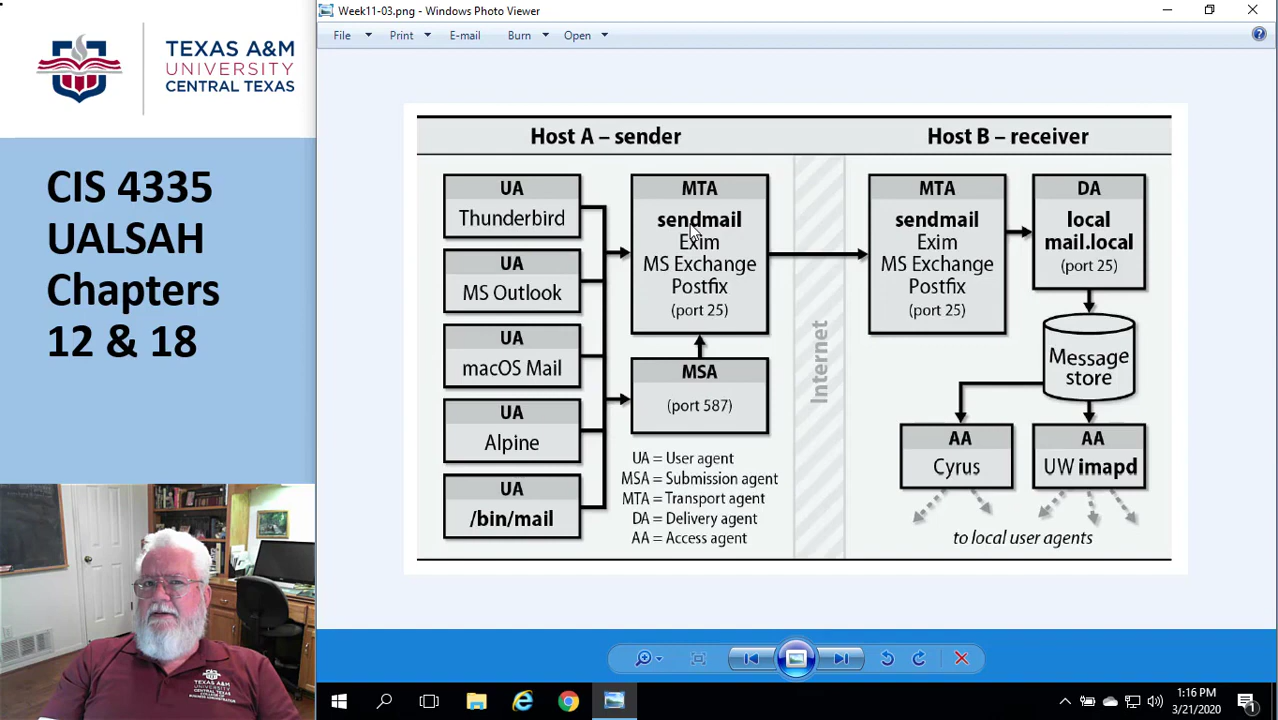 TEXAS A&M
UNIVERSITY
CENTRAL TEXAS
CIS 4335
UALSAH
Chapters
12 & 18
TEXAS A&M
UNIVERSITY
CENTRAL TEXAS
Week11-03.png - Windows Photo Viewer
File Print E-mail Burn Open
Host A – sender
Host B – receiver
UA
Thunderbird
UA
MS Outlook
UA
macOS Mail
UA
Alpine
UA
/bin/mail
MTA
sendmail
Exim
MS Exchange
Postfix
(port 25)
MSA
(port 587)
UA = User agent
MSA = Submission agent
MTA = Transport agent
DA = Delivery agent
AA = Access agent
Internet
MTA
sendmail
Exim
MS Exchange
Postfix
(port 25)
DA
local
mail.local
(port 25)
Message
store
AA
Cyrus
AA
UW imapd
to local user agents
1:16 PM
3/21/2020
1